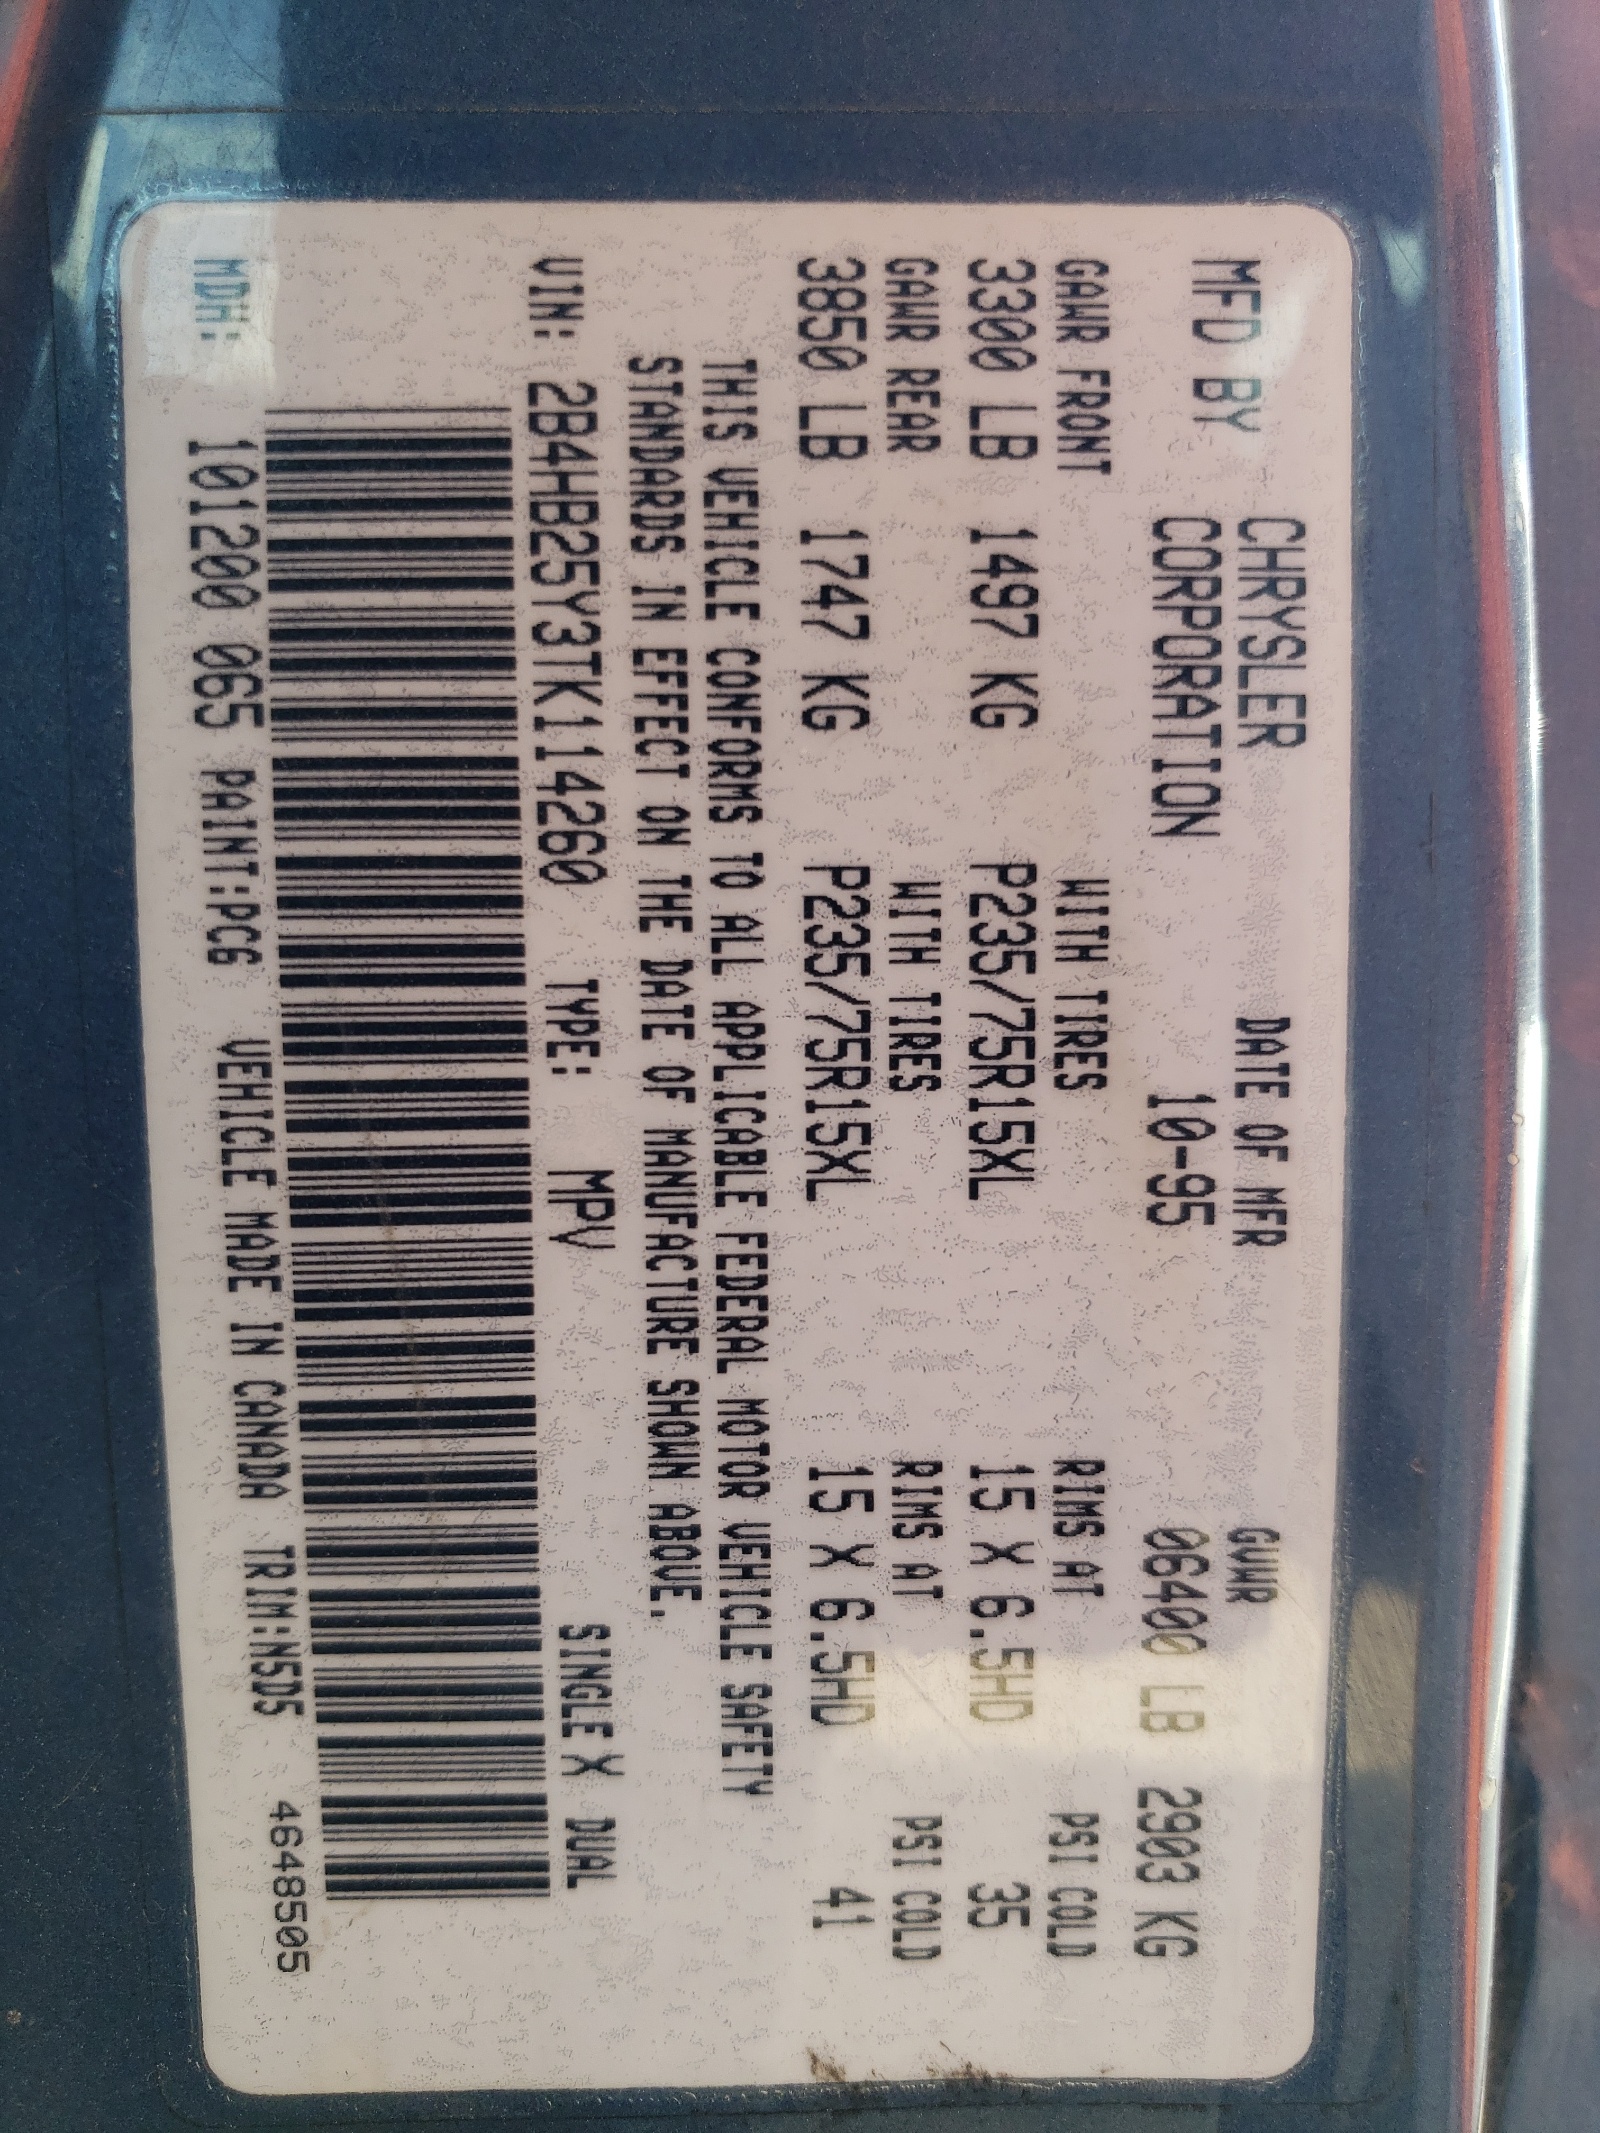 MFD BY CHRYSLER CORPORATION DATE OF MFR 10-95 GVWR 06400 LB 2903 KG
GAWR FRONT WITH TIRES RIMS AT PSI COLD
3300 LB 1497 KG P235/75R15XL 15 X 6.5HD 35
GAWR REAR WITH TIRES RIMS AT PSI COLD
3850 LB 1747 KG P235/75R15XL 15 X 6.5HD 41
THIS VEHICLE CONFORMS TO ALL APPLICABLE FEDERAL MOTOR VEHICLE SAFETY
STANDARDS IN EFFECT ON THE DATE OF MANUFACTURE SHOWN ABOVE.
VIN: 2B4HB25Y3TK114260 TYPE: MPV SINGLE X DUAL
MDH: 101200 065 PAINT:PCG VEHICLE MADE IN CANADA TRIM:N5D5 4648505